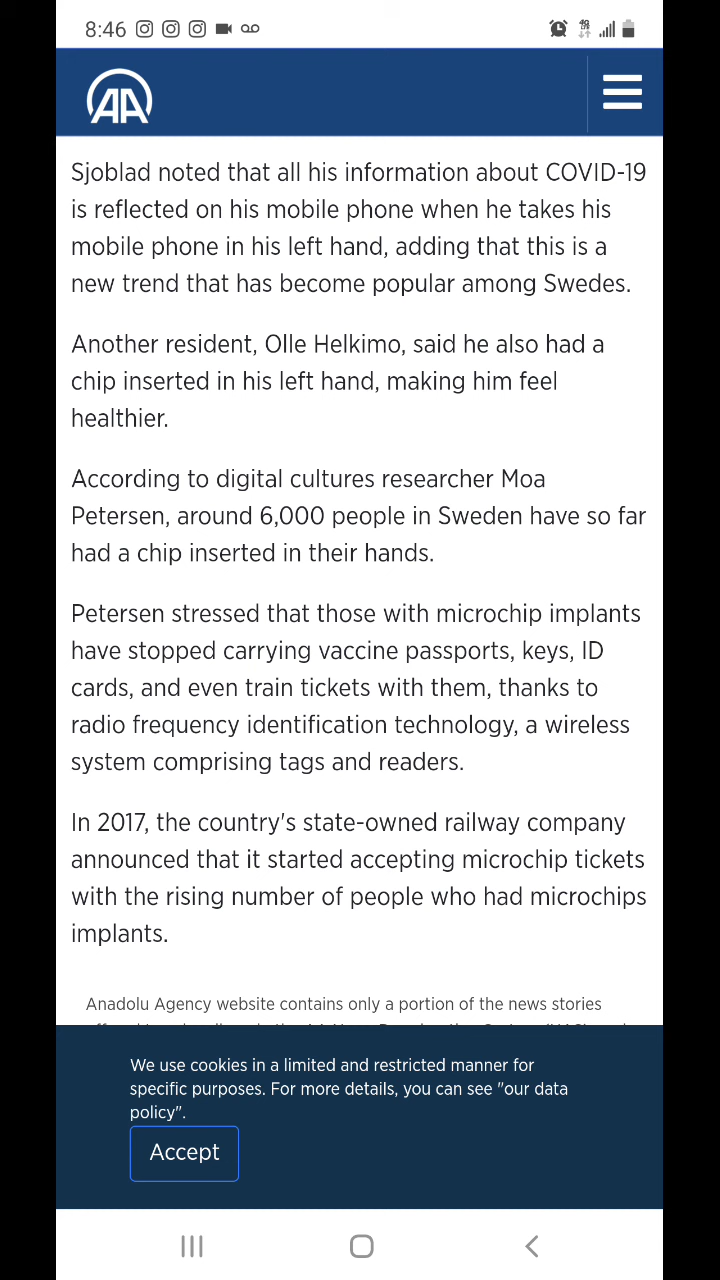 8:46
AA
Sjoblad noted that all his information about COVID-19
is reflected on his mobile phone when he takes his
mobile phone in his left hand, adding that this is a
new trend that has become popular among Swedes.
Another resident, Olle Helkimo, said he also had a
chip inserted in his left hand, making him feel
healthier.
According to digital cultures researcher Moa
Petersen, around 6,000 people in Sweden have so far
had a chip inserted in their hands.
Petersen stressed that those with microchip implants
have stopped carrying vaccine passports, keys, ID
cards, and even train tickets with them, thanks to
radio frequency identification technology, a wireless
system comprising tags and readers.
In 2017, the country's state-owned railway company
announced that it started accepting microchip tickets
with the rising number of people who had microchips
implants.
Anadolu Agency website contains only a portion of the news stories
We use cookies in a limited and restricted manner for
specific purposes. For more details, you can see "our data
policy".
Accept